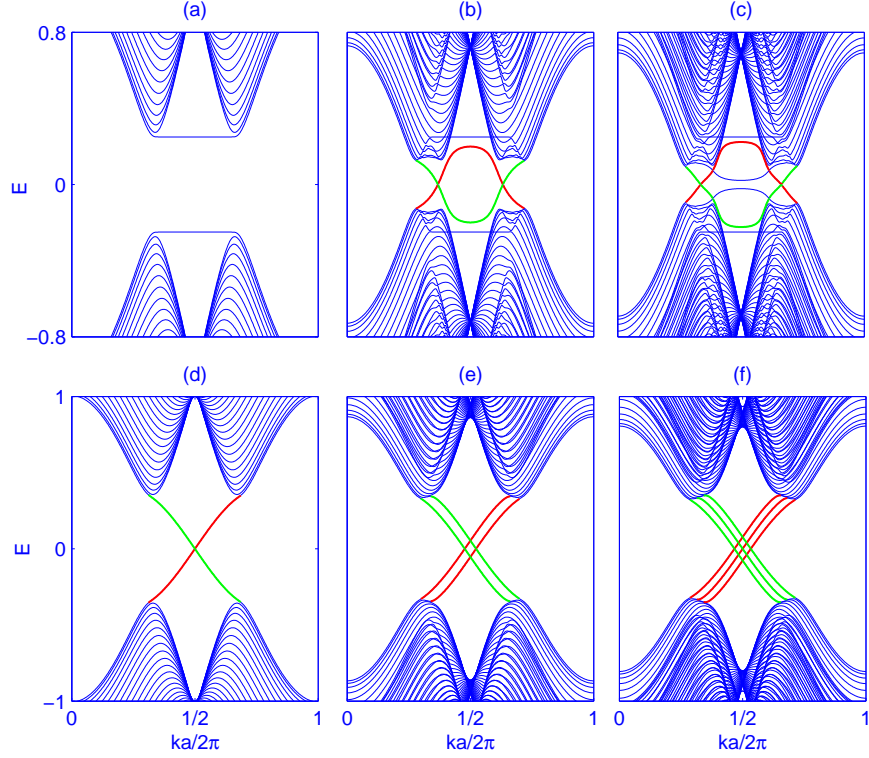 (a) (b) (c)
0.8
E 0
−0.8
(d) (e) (f)
1
E 0
−1
0 1/2 1 0 1/2 1 0 1/2 1
ka/2π ka/2π ka/2π